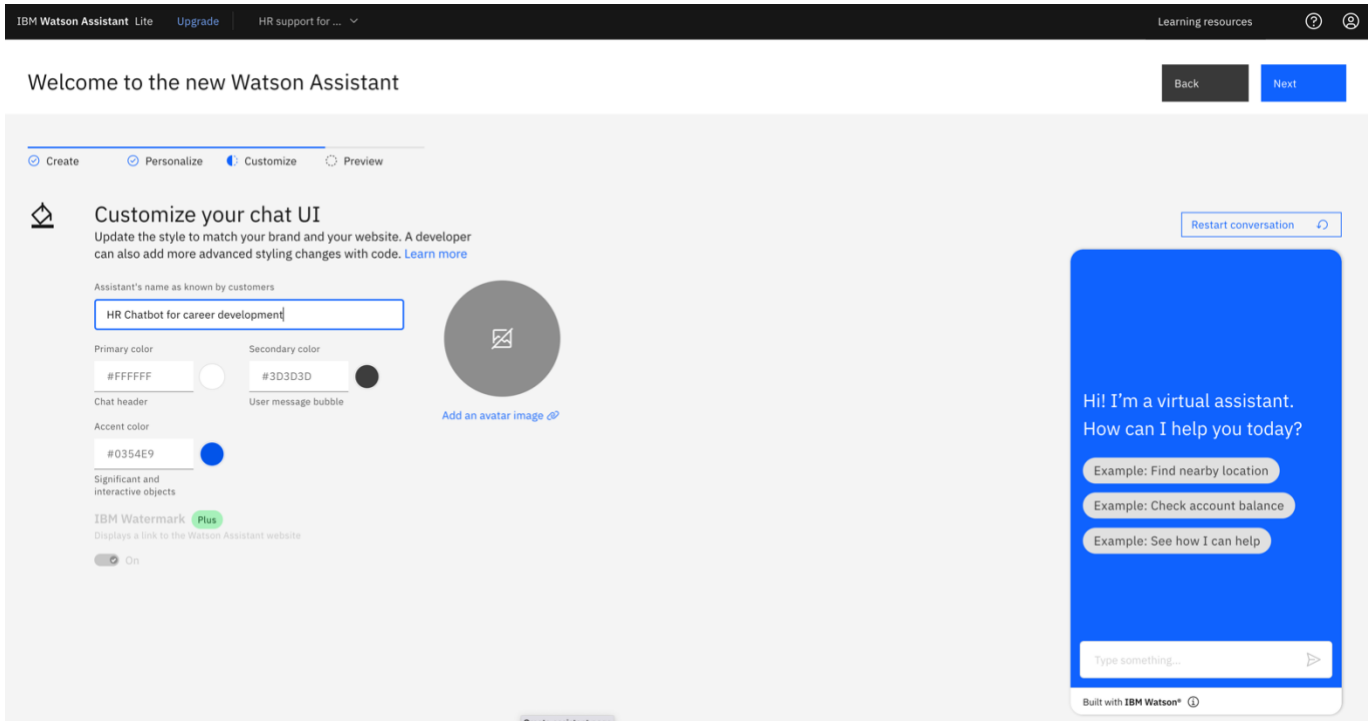 IBM Watson Assistant Lite Upgrade HR support for ... Learning resources
Welcome to the new Watson Assistant
Back Next
Create Personalize Customize Preview
Customize your chat UI
Update the style to match your brand and your website. A developer
can also add more advanced styling changes with code. Learn more
Restart conversation
Assistant's name as known by customers
HR Chatbot for career development
Primary color Secondary color
#FFFFFF #3D3D3D
Chat header User message bubble
Add an avatar image
Accent color
#0354E9
Significant and
interactive objects
IBM Watermark Plus
Displays a link to the Watson Assistant website
On
Hi! I'm a virtual assistant.
How can I help you today?
Example: Find nearby location
Example: Check account balance
Example: See how I can help
Type something...
Built with IBM Watson®